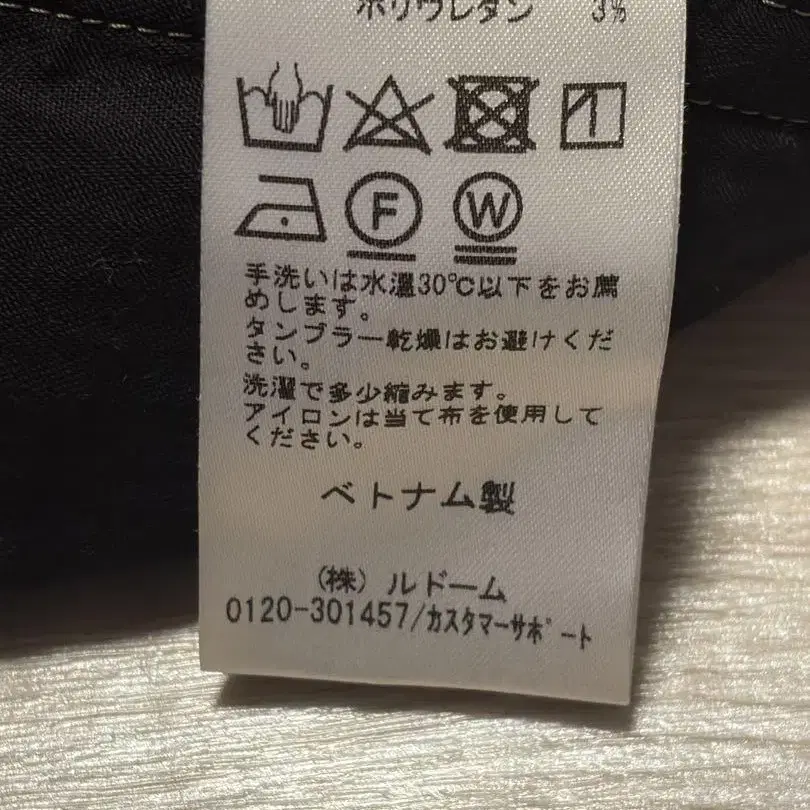 ポリウレタン 3%
F W
手洗いは水温30℃以下をお薦
めします。
タンブラー乾燥はお避けくだ
さい。
洗濯で多少縮みます。
アイロンは当て布を使用して
ください。
ベトナム製
(株) ルドーム
0120-301457/カスタマーサポート